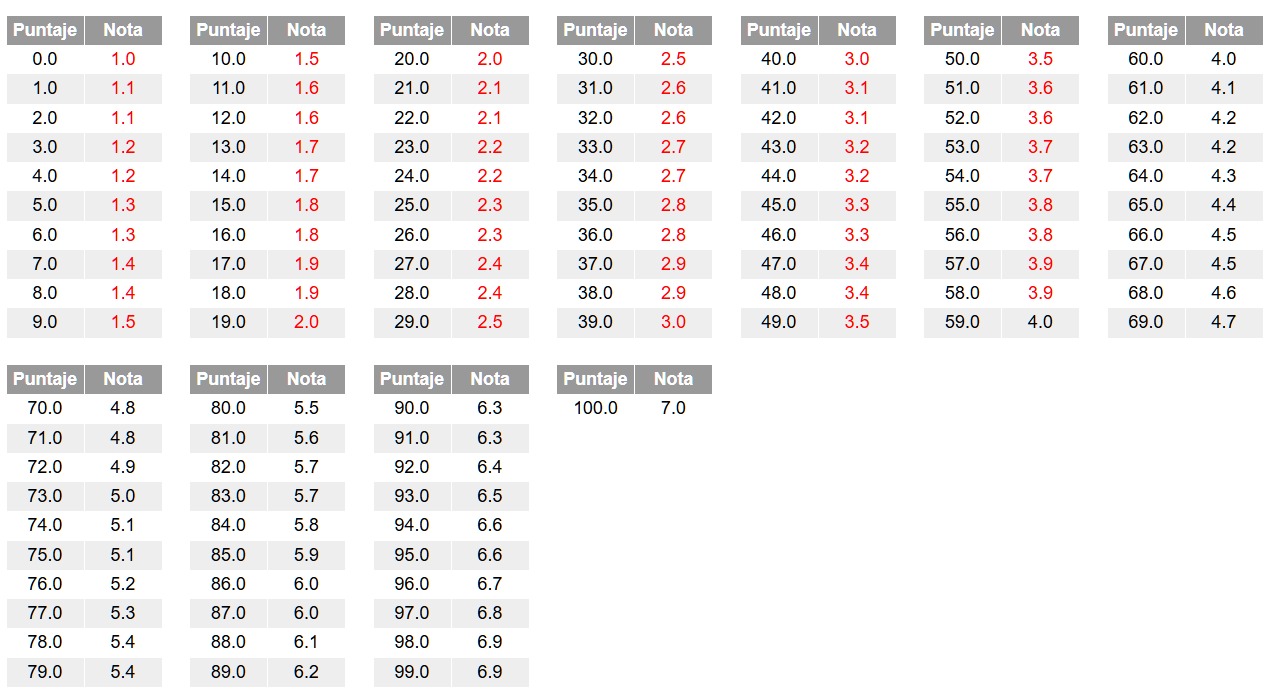 Puntaje Nota Puntaje Nota Puntaje Nota Puntaje Nota Puntaje Nota Puntaje Nota Puntaje Nota
0.0 1.0 10.0 1.5 20.0 2.0 30.0 2.5 40.0 3.0 50.0 3.5 60.0 4.0
1.0 1.1 11.0 1.6 21.0 2.1 31.0 2.6 41.0 3.1 51.0 3.6 61.0 4.1
2.0 1.1 12.0 1.6 22.0 2.1 32.0 2.6 42.0 3.1 52.0 3.6 62.0 4.2
3.0 1.2 13.0 1.7 23.0 2.2 33.0 2.7 43.0 3.2 53.0 3.7 63.0 4.2
4.0 1.2 14.0 1.7 24.0 2.2 34.0 2.7 44.0 3.2 54.0 3.7 64.0 4.3
5.0 1.3 15.0 1.8 25.0 2.3 35.0 2.8 45.0 3.3 55.0 3.8 65.0 4.4
6.0 1.3 16.0 1.8 26.0 2.3 36.0 2.8 46.0 3.3 56.0 3.8 66.0 4.5
7.0 1.4 17.0 1.9 27.0 2.4 37.0 2.9 47.0 3.4 57.0 3.9 67.0 4.5
8.0 1.4 18.0 1.9 28.0 2.4 38.0 2.9 48.0 3.4 58.0 3.9 68.0 4.6
9.0 1.5 19.0 2.0 29.0 2.5 39.0 3.0 49.0 3.5 59.0 4.0 69.0 4.7
Puntaje Nota Puntaje Nota Puntaje Nota Puntaje Nota
70.0 4.8 80.0 5.5 90.0 6.3 100.0 7.0
71.0 4.8 81.0 5.6 91.0 6.3
72.0 4.9 82.0 5.7 92.0 6.4
73.0 5.0 83.0 5.7 93.0 6.5
74.0 5.1 84.0 5.8 94.0 6.6
75.0 5.1 85.0 5.9 95.0 6.6
76.0 5.2 86.0 6.0 96.0 6.7
77.0 5.3 87.0 6.0 97.0 6.8
78.0 5.4 88.0 6.1 98.0 6.9
79.0 5.4 89.0 6.2 99.0 6.9